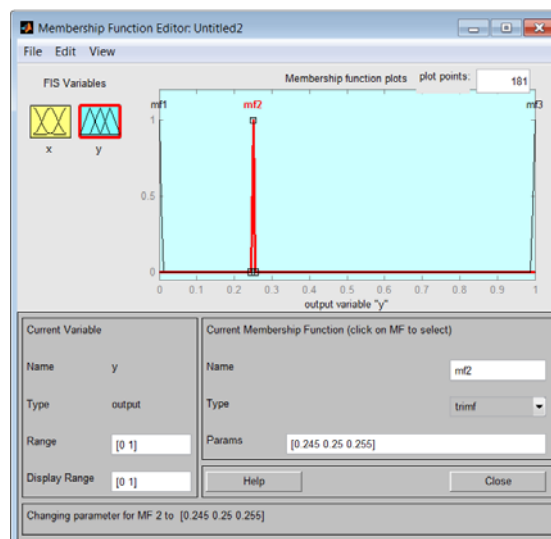 Membership Function Editor: Untitled2
File Edit View
FIS Variables
Membership function plots plot points: 181
mf1 mf2 mf3
x y
1
0.5
0
0 0.1 0.2 0.3 0.4 0.5 0.6 0.7 0.8 0.9 1
output variable "y"
Current Variable
Name y
Type output
Range [0 1]
Display Range [0 1]
Current Membership Function (click on MF to select)
Name mf2
Type trimf
Params [0.245 0.25 0.255]
Help Close
Changing parameter for MF 2 to [0.245 0.25 0.255]